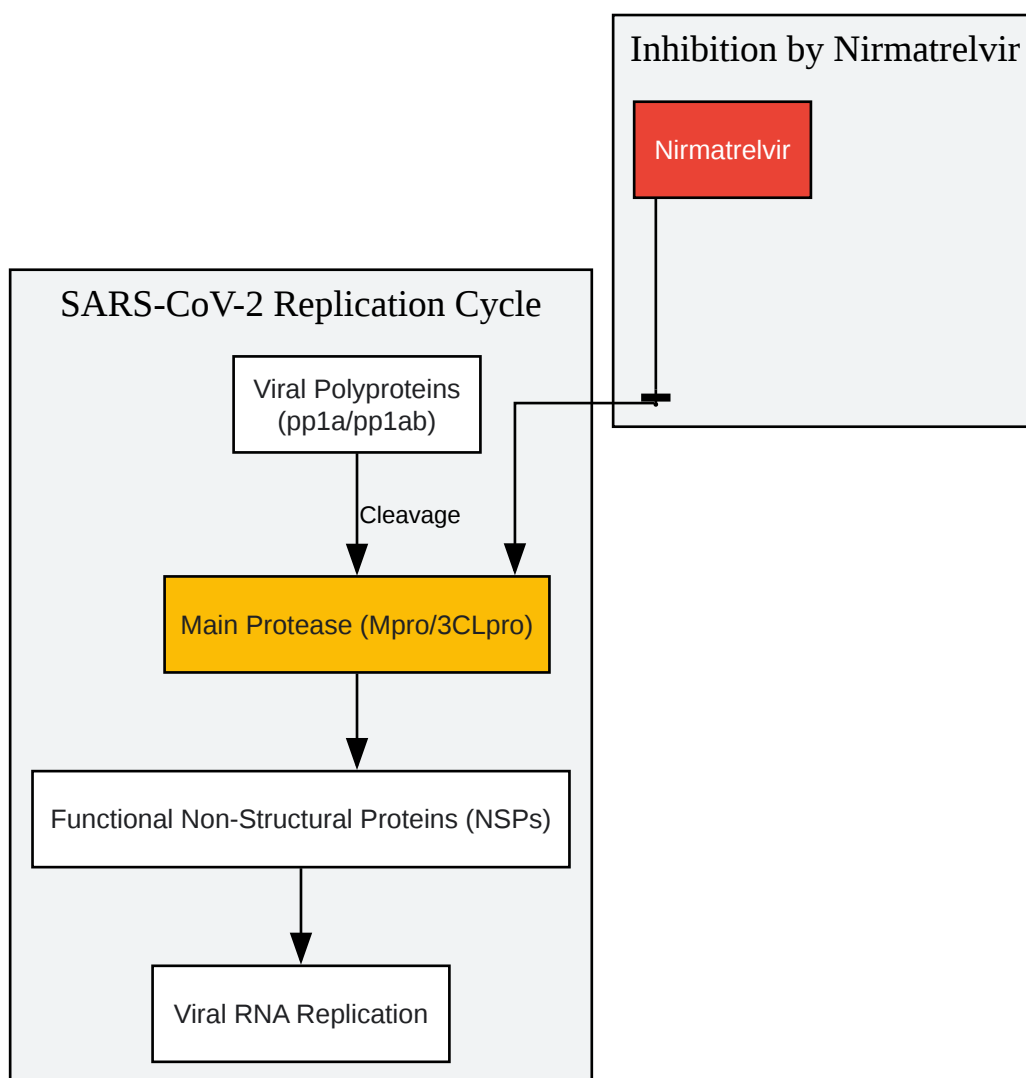 Inhibition by Nirmatrelvir
Nirmatrelvir
SARS-CoV-2 Replication Cycle
Viral Polyproteins
(pp1a/pp1ab)
Cleavage
Main Protease (Mpro/3CLpro)
Functional Non-Structural Proteins (NSPs)
Viral RNA Replication